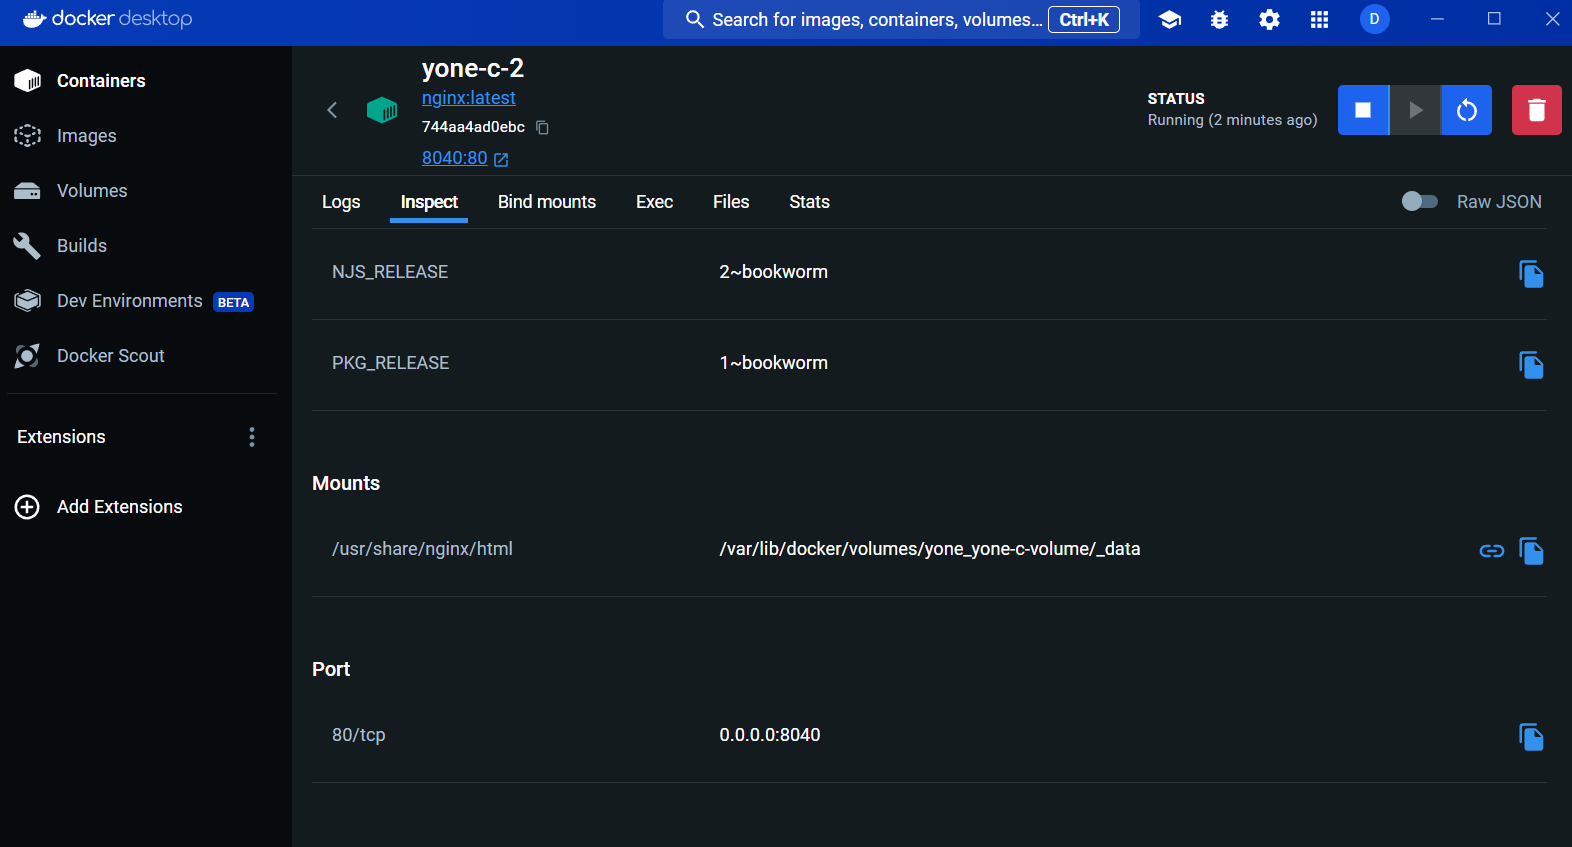 docker desktop
Search for images, containers, volumes... Ctrl+K
D
Containers
Images
Volumes
Builds
Dev Environments BETA
Docker Scout
Extensions
Add Extensions
yone-c-2
nginx:latest
744aa4ad0ebc
8040:80
STATUS
Running (2 minutes ago)
Logs Inspect Bind mounts Exec Files Stats Raw JSON
NJS_RELEASE 2~bookworm
PKG_RELEASE 1~bookworm
Mounts
/usr/share/nginx/html /var/lib/docker/volumes/yone_yone-c-volume/_data
Port
80/tcp 0.0.0.0:8040